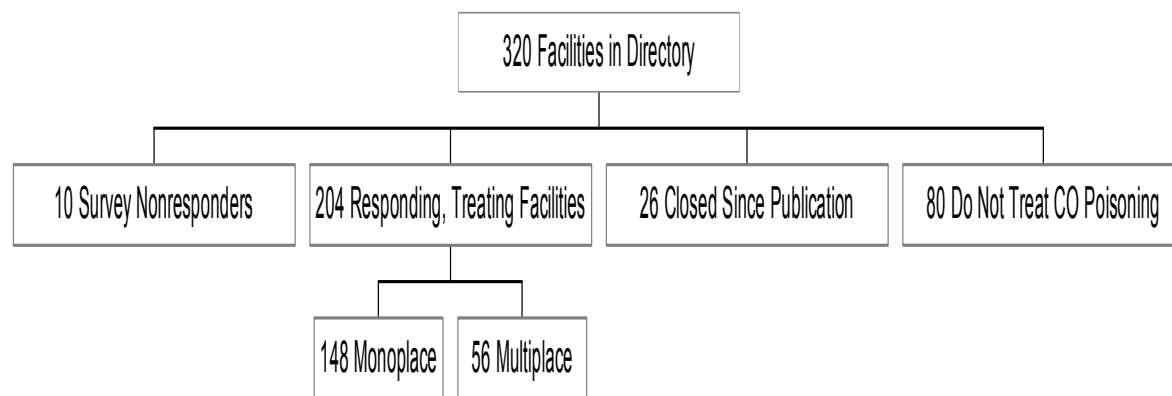 320 Facilities in Directory
10 Survey Nonresponders
204 Responding, Treating Facilities
26 Closed Since Publication
80 Do Not Treat CO Poisoning
148 Monoplace
56 Multiplace